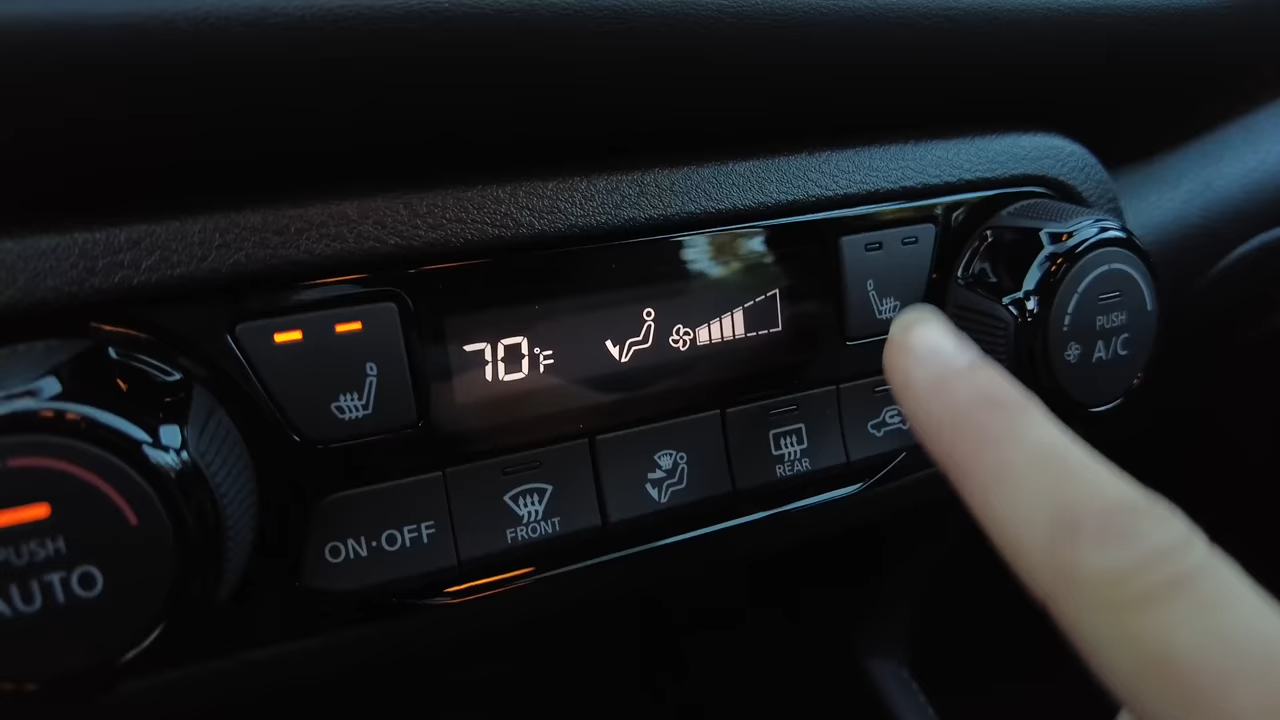 70°F
PUSH
A/C
ON·OFF
FRONT
REAR
PUSH
AUTO